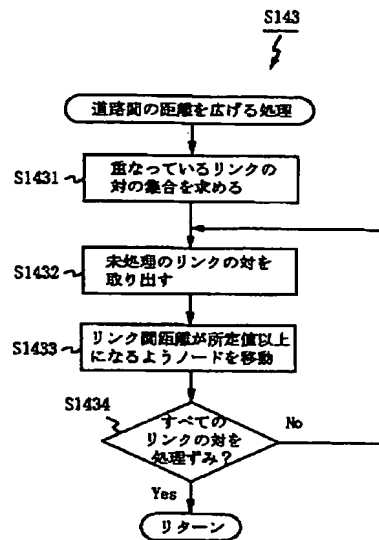 S143
道路間の距離を広げる処理
S1431
重なっているリンクの
対の集合を求める
S1432
未処理のリンクの対を
取り出す
S1433
リンク間距離が所定値以上
になるようノードを移動
S1434
すべての
リンクの対を
処理ずみ?
No
Yes
リターン